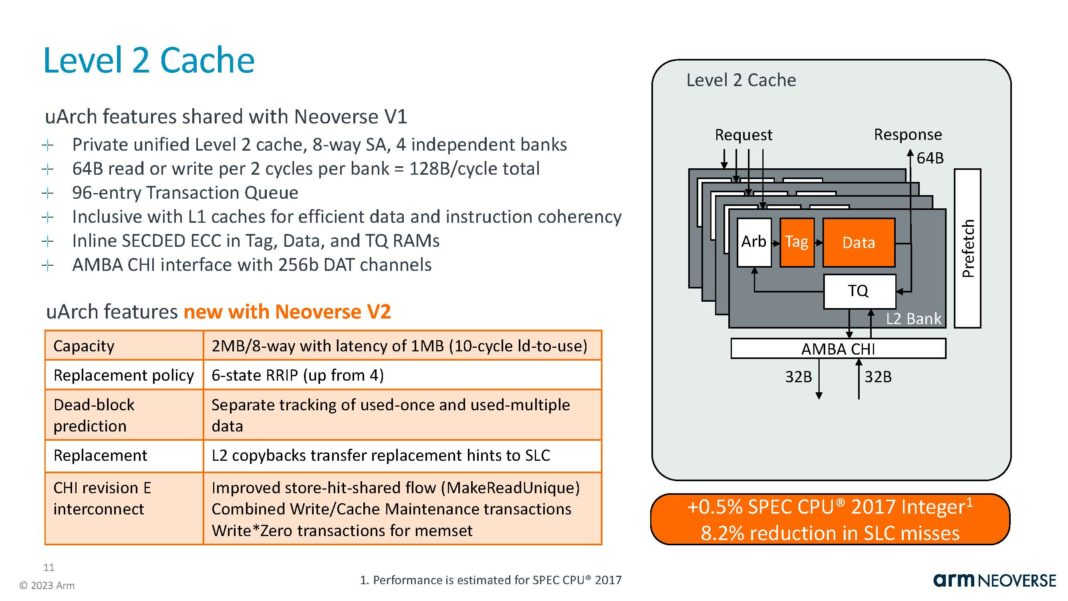 Level 2 Cache
uArch features shared with Neoverse V1
Private unified Level 2 cache, 8-way SA, 4 independent banks
64B read or write per 2 cycles per bank = 128B/cycle total
96-entry Transaction Queue
Inclusive with L1 caches for efficient data and instruction coherency
Inline SECDED ECC in Tag, Data, and TQ RAMs
AMBA CHI interface with 256b DAT channels
uArch features new with Neoverse V2
Capacity 2MB/8-way with latency of 1MB (10-cycle ld-to-use)
Replacement policy 6-state RRIP (up from 4)
Dead-block prediction
Separate tracking of used-once and used-multiple
data
Replacement L2 copybacks transfer replacement hints to SLC
CHI revision E
interconnect
Improved store-hit-shared flow (MakeReadUnique)
Combined Write/Cache Maintenance transactions
Write*Zero transactions for memset
Level 2 Cache
Request Response
64B
Arb Tag Data
TQ
L2 Bank
Prefetch
AMBA CHI
32B 32B
+0.5% SPEC CPU® 2017 Integer1
8.2% reduction in SLC misses
11
© 2023 Arm
1. Performance is estimated for SPEC CPU® 2017
arm NEOVERSE